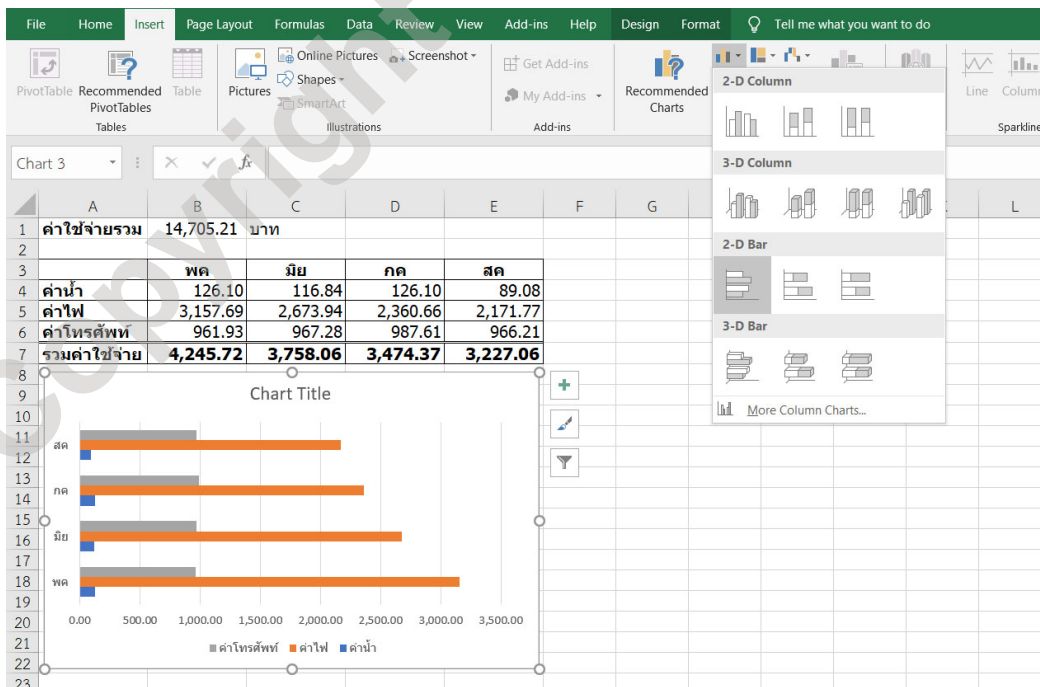 File Home Insert Page Layout Formulas Data Review View Add-ins Help Design Format Tell me what you want to do
PivotTable Recommended PivotTables Table
Tables
Pictures Online Pictures Screenshot
Shapes
SmartArt
Illustrations
Get Add-ins
My Add-ins
Add-ins
Recommended Charts
Line Column
Sparkline
2-D Column
3-D Column
2-D Bar
3-D Bar
More Column Charts...
Chart 3 fx
A B C D E F G L
1 ค่าใช้จ่ายรวม 14,705.21 บาท
2
3 พค มิย กค สค
4 ค่าน้ำ 126.10 116.84 126.10 89.08
5 ค่าไฟ 3,157.69 2,673.94 2,360.66 2,171.77
6 ค่าโทรศัพท์ 961.93 967.28 987.61 966.21
7 รวมค่าใช้จ่าย 4,245.72 3,758.06 3,474.37 3,227.06
8
9
10
11
12
13
14
15
16
17
18
19
20
21
22
23
Chart Title
สค
กค
มิย
พค
0.00 500.00 1,000.00 1,500.00 2,000.00 2,500.00 3,000.00 3,500.00
ค่าโทรศัพท์ ค่าไฟ ค่าน้ำ
Copyright